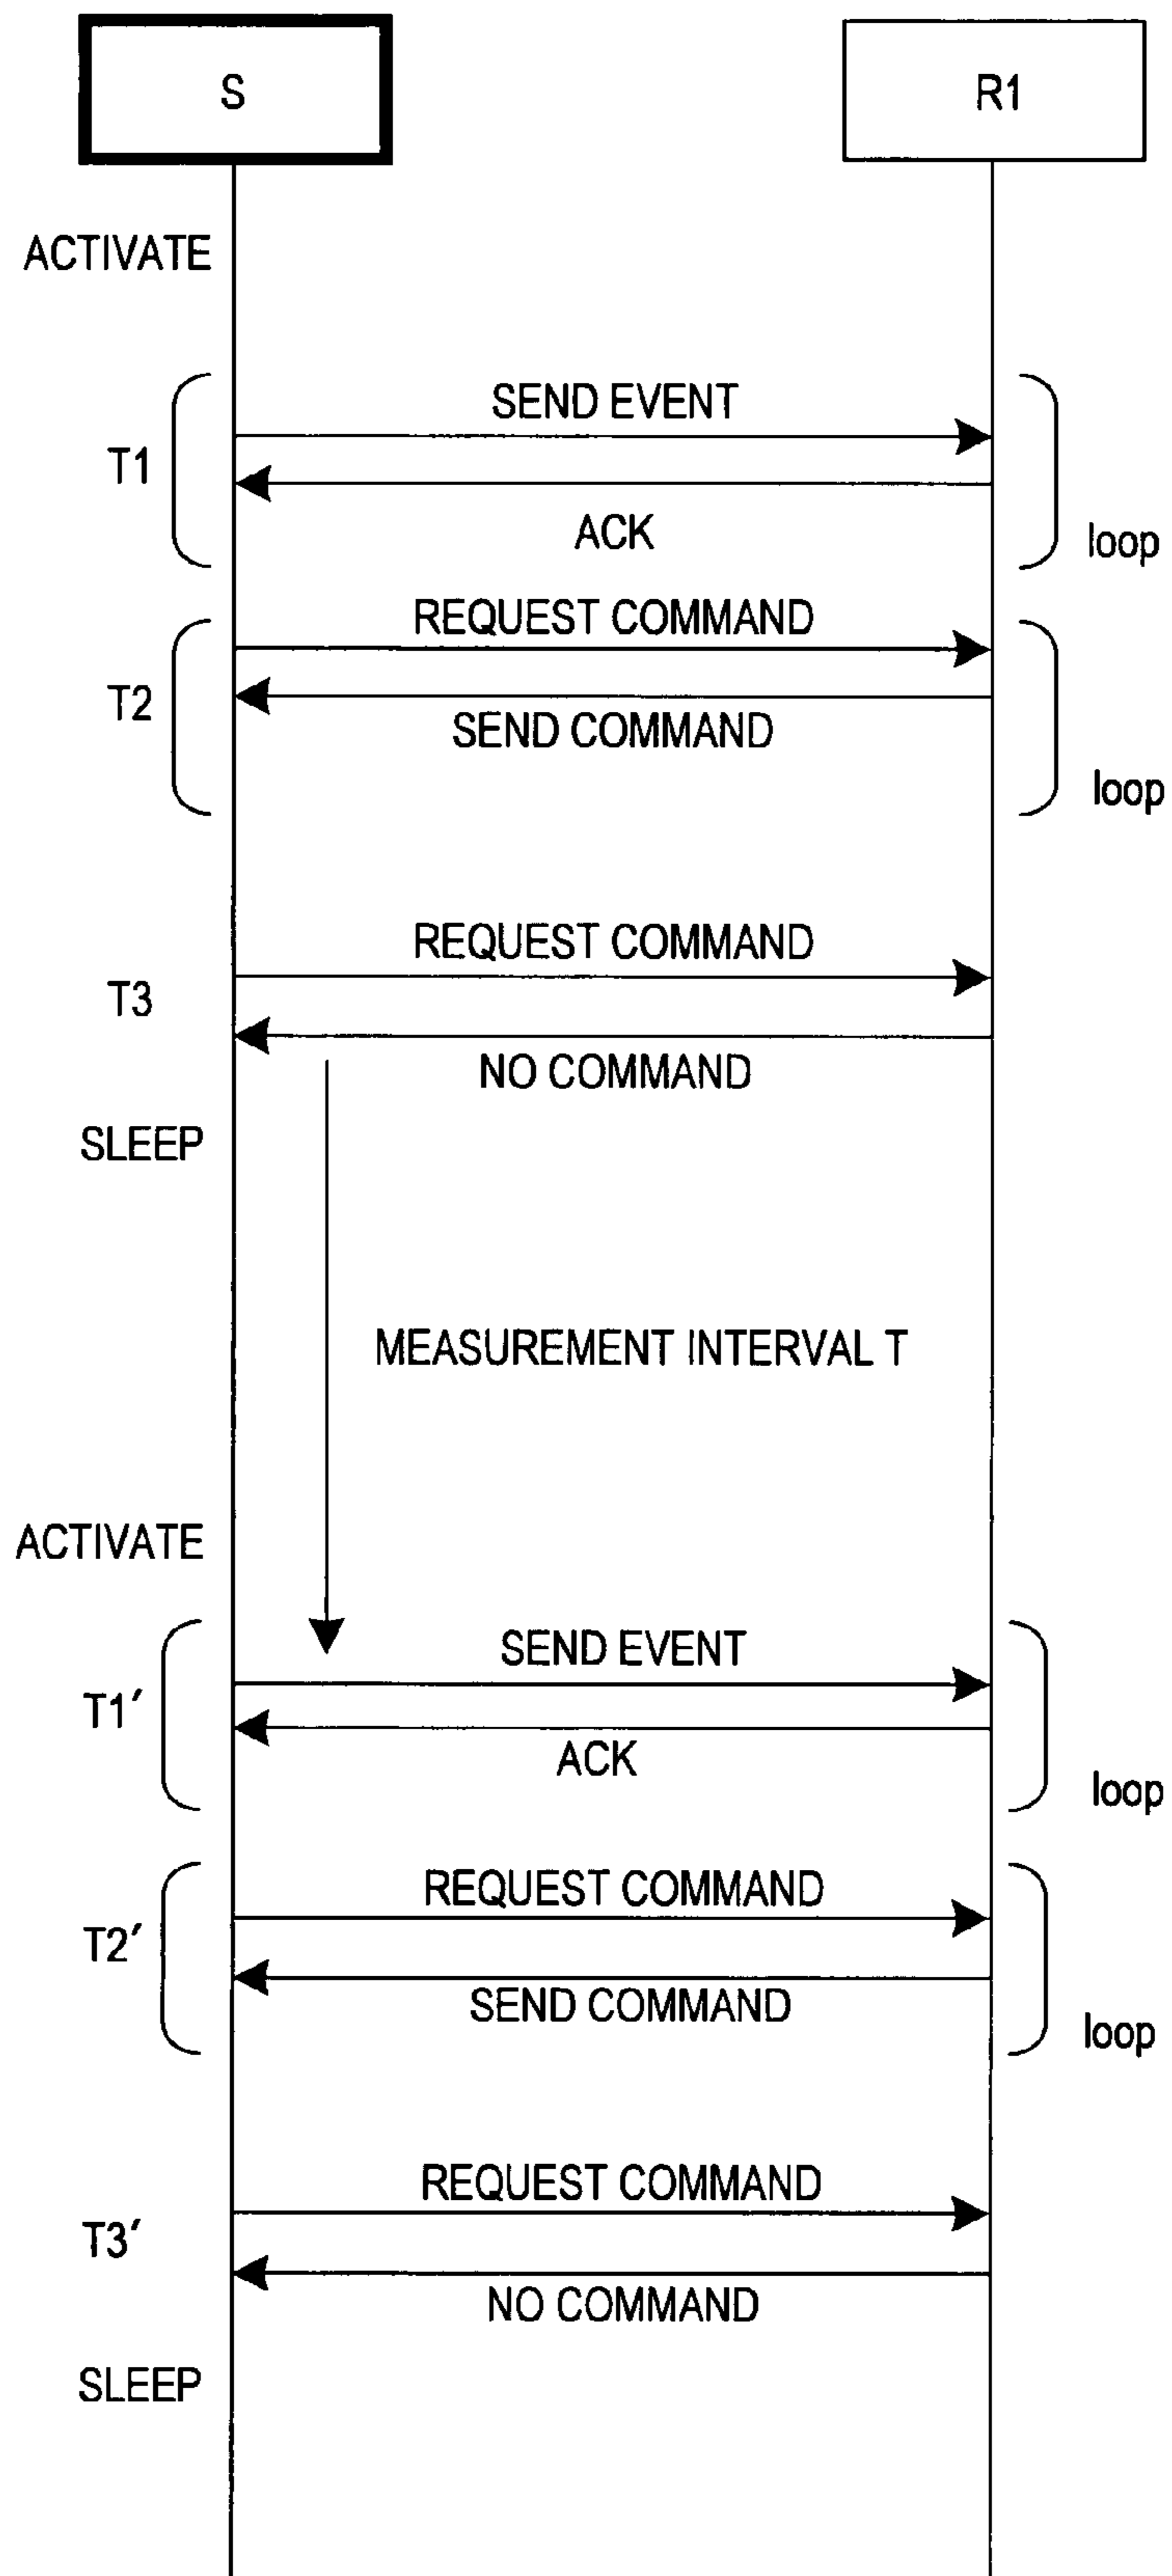 S
R1
ACTIVATE
SEND EVENT
T1
ACK
loop
REQUEST COMMAND
T2
SEND COMMAND
loop
REQUEST COMMAND
T3
NO COMMAND
SLEEP
MEASUREMENT INTERVAL T
ACTIVATE
SEND EVENT
T1′
ACK
loop
REQUEST COMMAND
T2′
SEND COMMAND
loop
REQUEST COMMAND
T3′
NO COMMAND
SLEEP